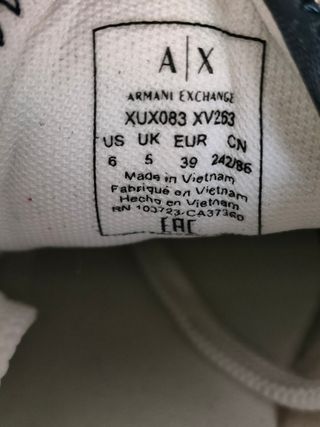 A|X
ARMANI EXCHANGE
XUX083 XV263
US UK EUR CN
6 5 39 242/86
Made in Vietnam
Fabriqué en Vietnam
Hecho en Vietnam
RN 103723-CA37360
EAC